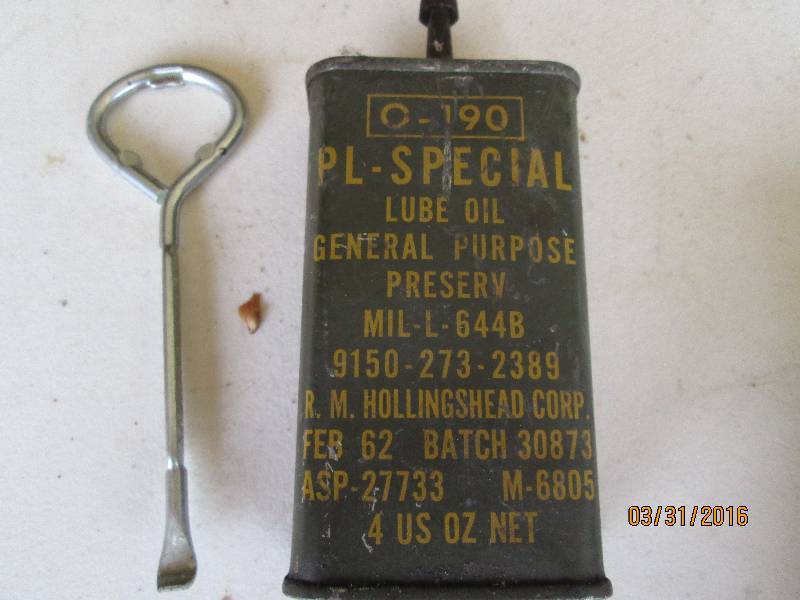 O-190
PL-SPECIAL
LUBE OIL
GENERAL PURPOSE
PRESERV
MIL-L-644B
9150-273-2389
R. M. HOLLINGSHEAD CORP.
FEB 62 BATCH 30873
ASP-27733 M-6805
4 US OZ NET
03/31/2016